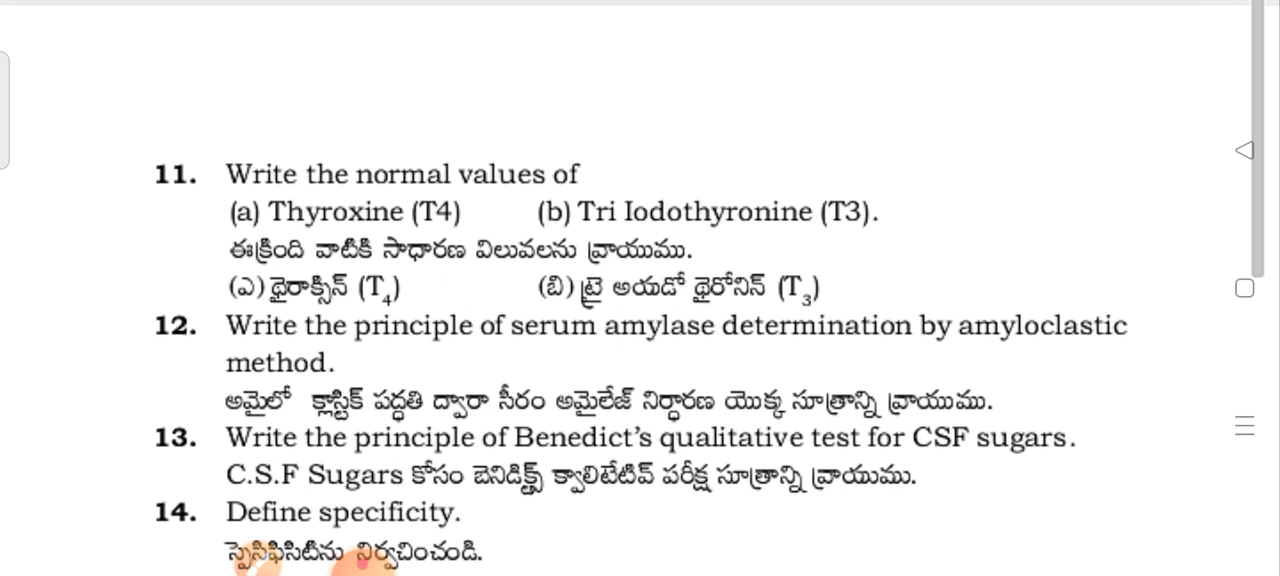 11. Write the normal values of
(a) Thyroxine (T4) (b) Tri Iodothyronine (T3).
ఈక్రింది వాటికి సాధారణ విలువలను వ్రాయుము.
(ఎ) థైరాక్సిన్ (T₄) (బి) ట్రై అయడో థైరోనిన్ (T₃)
12. Write the principle of serum amylase determination by amyloclastic
method.
అమైలో క్లాస్టిక్ పద్ధతి ద్వారా సీరం అమైలేజ్ నిర్ధారణ యొక్క సూత్రాన్ని వ్రాయుము.
13. Write the principle of Benedict’s qualitative test for CSF sugars.
C.S.F Sugars కోసం బెనిడిక్ట్స్ క్వాలిటేటివ్ పరీక్ష సూత్రాన్ని వ్రాయుము.
14. Define specificity.
స్పెసిఫిసిటీను నిర్వచించండి.